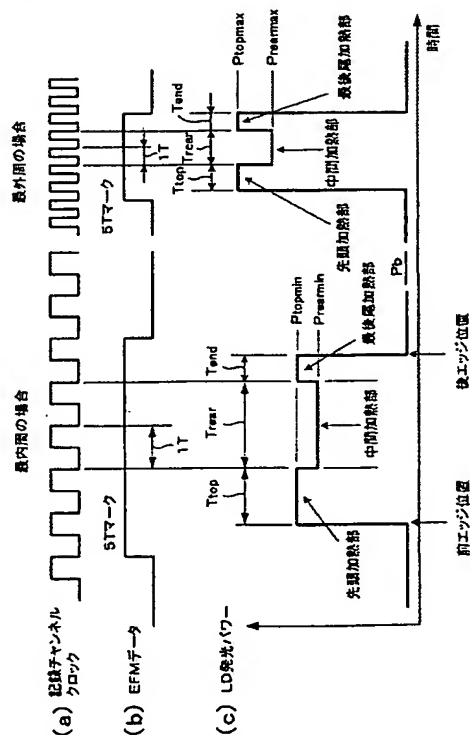 最内周の場合
最外周の場合
(a) 記録チャンネル
クロック
(b) EFMデータ
5Tマーク
1T
5Tマーク
1T
(c) LD発光パワー
Ttop
Trear
Tend
Ptopmin
Prearmin
先頭加熱部
中間加熱部
最後尾加熱部
Ttop
Trear
Tend
Ptopmax
Prearmax
先頭加熱部
中間加熱部
最後尾加熱部
Pb
前エッジ位置
後エッジ位置
時間